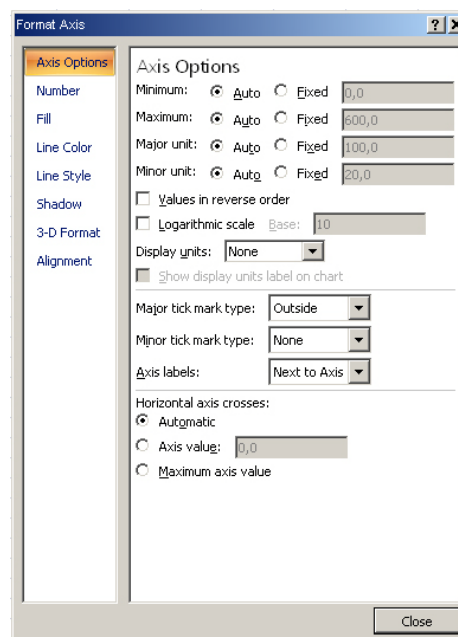 Format Axis
Axis Options
Number
Fill
Line Color
Line Style
Shadow
3-D Format
Alignment
Axis Options
Minimum: Auto Fixed 0,0
Maximum: Auto Fixed 600,0
Major unit: Auto Fixed 100,0
Minor unit: Auto Fixed 20,0
Values in reverse order
Logarithmic scale Base: 10
Display units: None
Show display units label on chart
Major tick mark type: Outside
Minor tick mark type: None
Axis labels: Next to Axis
Horizontal axis crosses:
Automatic
Axis value: 0,0
Maximum axis value
Close